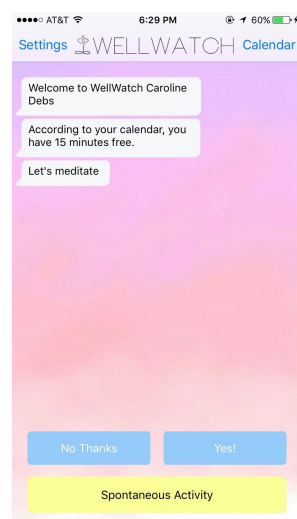 AT&T 6:29 PM 60%
Settings WELLWATCH Calendar
Welcome to WellWatch Caroline
Debs
According to your calendar, you
have 15 minutes free.
Let's meditate
No Thanks Yes!
Spontaneous Activity